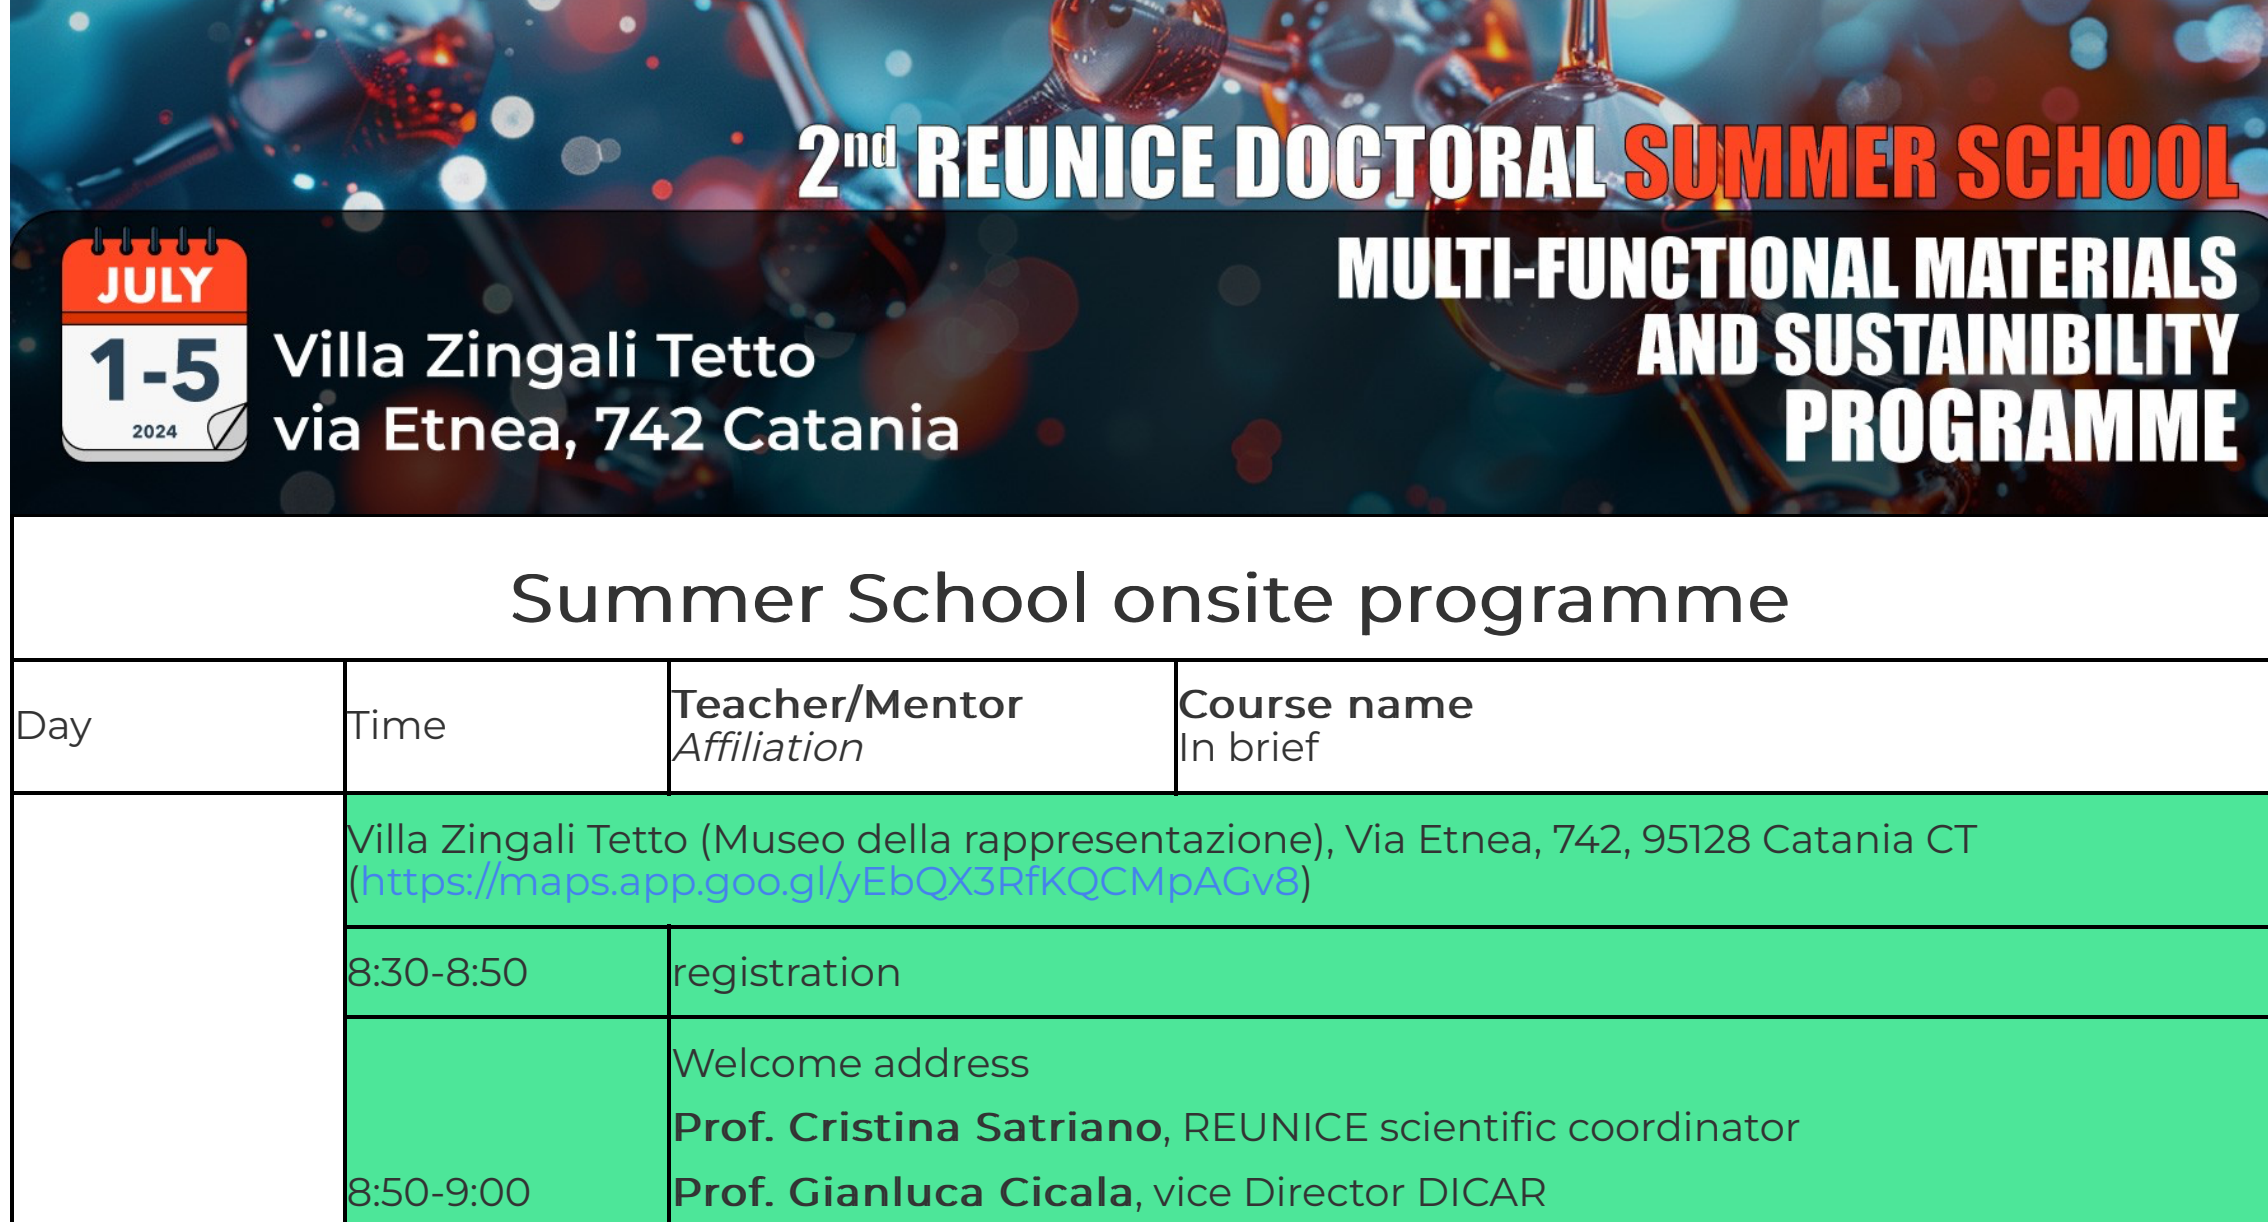 2nd REUNICE DOCTORAL SUMMER SCHOOL
MULTI-FUNCTIONAL MATERIALS
AND SUSTAINIBILITY
PROGRAMME
JULY
1-5
2024
Villa Zingali Tetto
via Etnea, 742 Catania
Summer School onsite programme
Day
Time
Teacher/Mentor
Affiliation
Course name
In brief
Villa Zingali Tetto (Museo della rappresentazione), Via Etnea, 742, 95128 Catania CT
(https://maps.app.goo.gl/yEbQX3RfKQCMpAGv8)
8:30-8:50
registration
8:50-9:00
Welcome address
Prof. Cristina Satriano, REUNICE scientific coordinator
Prof. Gianluca Cicala, vice Director DICAR